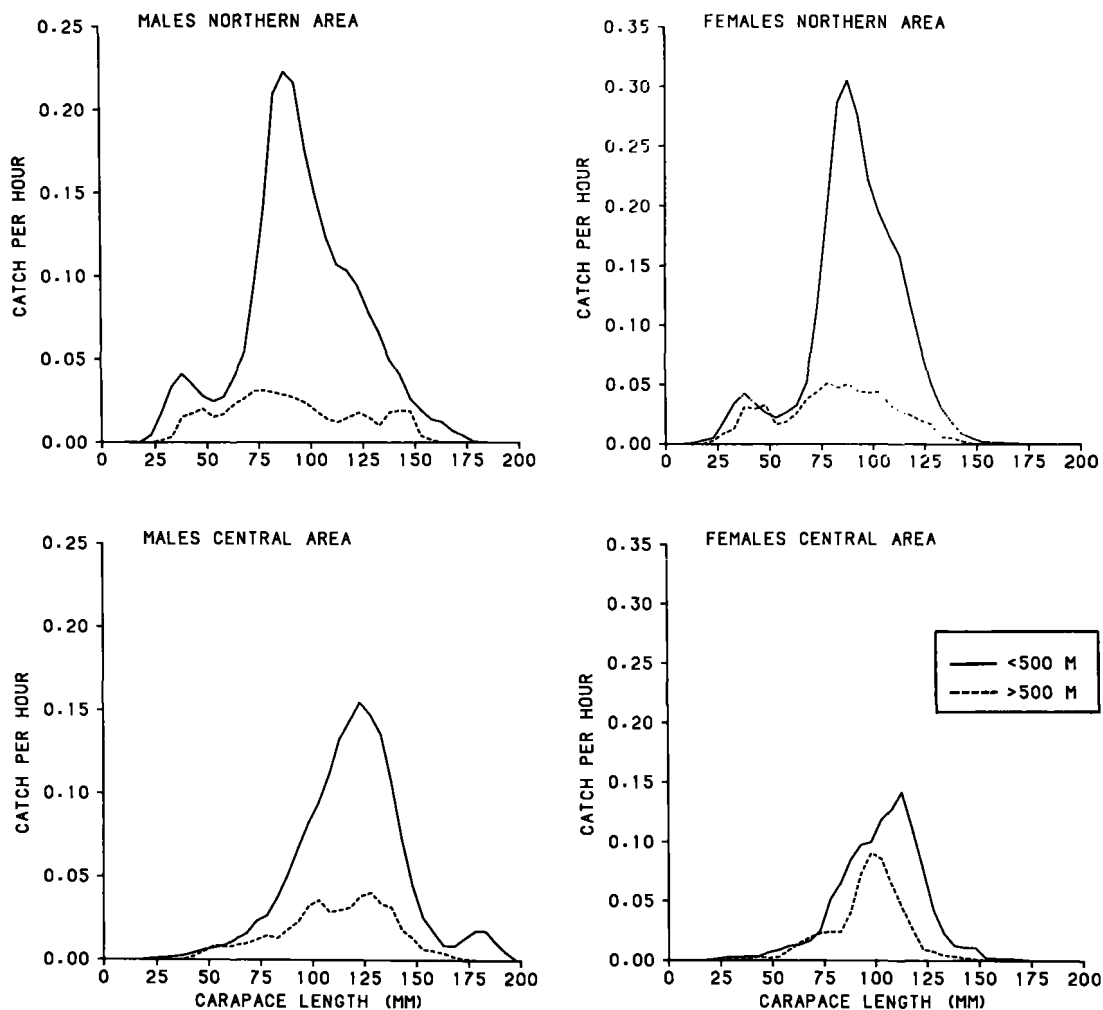 MALES NORTHERN AREA
0.25
0.20
0.15
0.10
0.05
0.00
CATCH PER HOUR
0 25 50 75 100 125 150 175 200
FEMALES NORTHERN AREA
0.35
0.30
0.25
0.20
0.15
0.10
0.05
0.00
CATCH PER HOUR
0 25 50 75 100 125 150 175 200
MALES CENTRAL AREA
0.25
0.20
0.15
0.10
0.05
0.00
CATCH PER HOUR
0 25 50 75 100 125 150 175 200
CARAPACE LENGTH (MM)
FEMALES CENTRAL AREA
0.35
0.30
0.25
0.20
0.15
0.10
0.05
0.00
CATCH PER HOUR
0 25 50 75 100 125 150 175 200
CARAPACE LENGTH (MM)
<500 M
>500 M